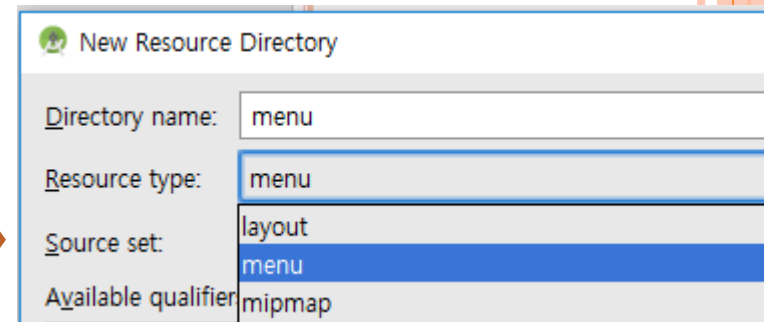 New Resource Directory
Directory name: menu
Resource type: menu
layout
Source set:
menu
Available qualifier
mipmap